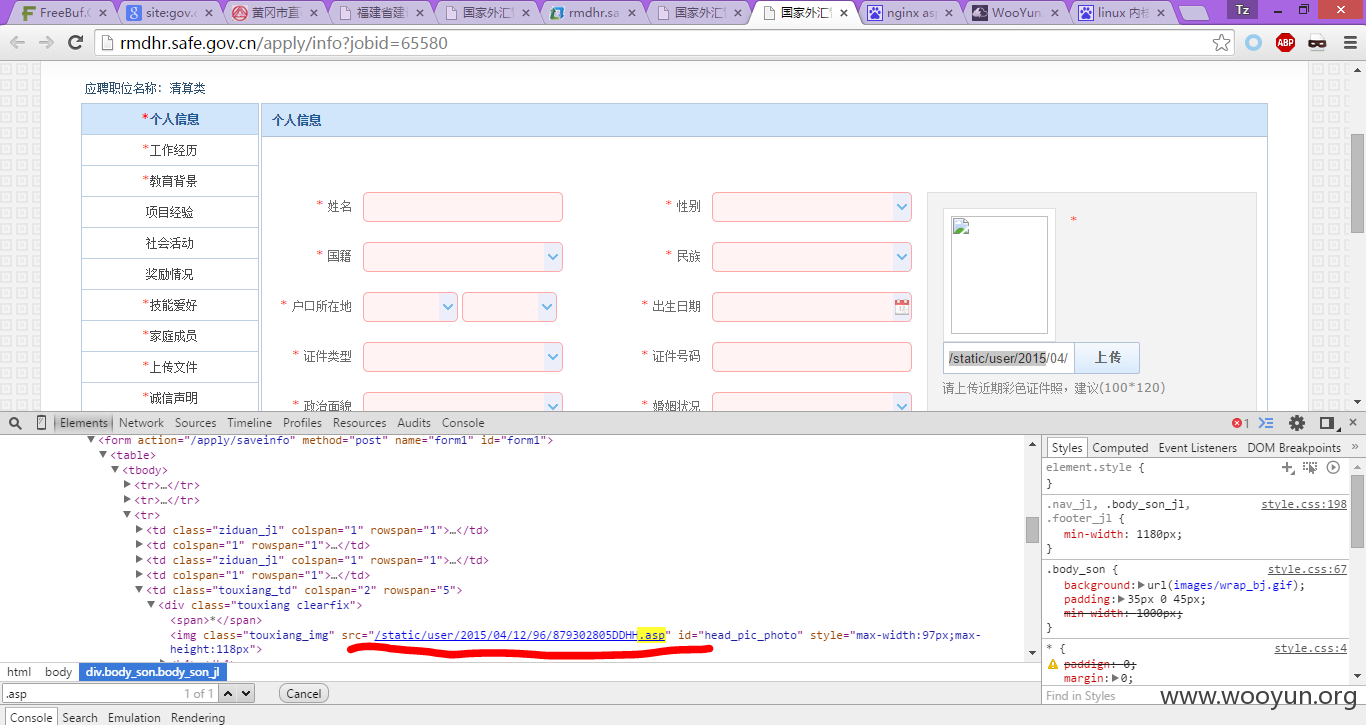 FreeBuf.C
site:gov.c
黄冈市直
福建省建
国家外汇
rmdhr.sa
国家外汇
国家外汇
nginx asp
WooYun.
linux 内核
Tz
rmdhr.safe.gov.cn/apply/info?jobid=65580
ABP
应聘职位名称：清算类
*个人信息
*工作经历
*教育背景
项目经验
社会活动
奖励情况
*技能爱好
*家庭成员
*上传文件
*诚信声明
个人信息
* 姓名
* 性别
* 国籍
* 民族
* 户口所在地
* 出生日期
* 证件类型
* 证件号码
* 政治面貌
* 婚姻状况
*
/static/user/2015/04/
上传
请上传近期彩色证件照，建议(100*120)
Elements Network Sources Timeline Profiles Resources Audits Console
1
<form action="/apply/saveinfo" method="post" name="form1" id="form1">
<table>
<tbody>
<tr>…</tr>
<tr>…</tr>
<tr>
<td class="ziduan_jl" colspan="1" rowspan="1">…</td>
<td colspan="1" rowspan="1">…</td>
<td class="ziduan_jl" colspan="1" rowspan="1">…</td>
<td colspan="1" rowspan="1">…</td>
<td class="touxiang_td" colspan="2" rowspan="5">
<div class="touxiang clearfix">
<span>*</span>
<img class="touxiang_img" src="/static/user/2015/04/12/96/879302805DDHH.asp" id="head_pic_photo" style="max-width:97px;max-
height:118px">
html body div.body_son.body_son_jl
.asp 1 of 1 Cancel
Console Search Emulation Rendering
Styles Computed Event Listeners DOM Breakpoints »
element.style {
}
.nav_jl, .body_son_jl, style.css:198
.footer_jl {
min-width: 1180px;
}
.body_son { style.css:67
background: url(images/wrap_bj.gif);
padding: 35px 0 45px;
min-width: 1000px;
}
* { style.css:4
paddign: 0;
margin: 0;
Find in Styles
www.wooyun.org